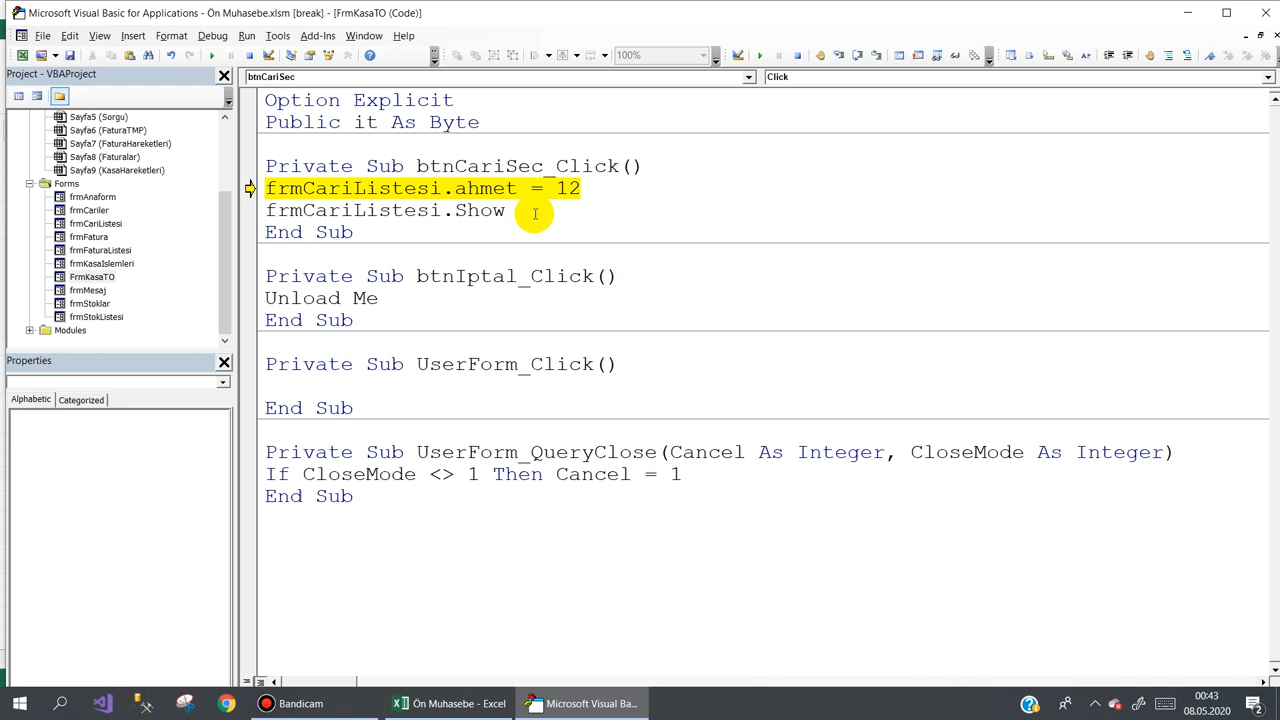 Microsoft Visual Basic for Applications - Ön Muhasebe.xlsm [break] - [FrmKasaTO (Code)]
File Edit View Insert Format Debug Run Tools Add-Ins Window Help
100%
Project - VBAProject
btnCariSec
Click
Sayfa5 (Sorgu)
Sayfa6 (FaturaTMP)
Sayfa7 (FaturaHareketleri)
Sayfa8 (Faturalar)
Sayfa9 (KasaHareketleri)
Forms
frmAnaform
frmCariler
frmCariListesi
frmFatura
frmFaturaListesi
frmKasaIslemleri
FrmKasaTO
frmMesaj
frmStoklar
frmStokListesi
Modules
Properties
Alphabetic Categorized
Option Explicit
Public it As Byte
Private Sub btnCariSec_Click()
frmCariListesi.ahmet = 12
frmCariListesi.Show
End Sub
Private Sub btnIptal_Click()
Unload Me
End Sub
Private Sub UserForm_Click()
End Sub
Private Sub UserForm_QueryClose(Cancel As Integer, CloseMode As Integer)
If CloseMode <> 1 Then Cancel = 1
End Sub
Bandicam
Ön Muhasebe - Excel
Microsoft Visual Ba...
00:43
08.05.2020
2